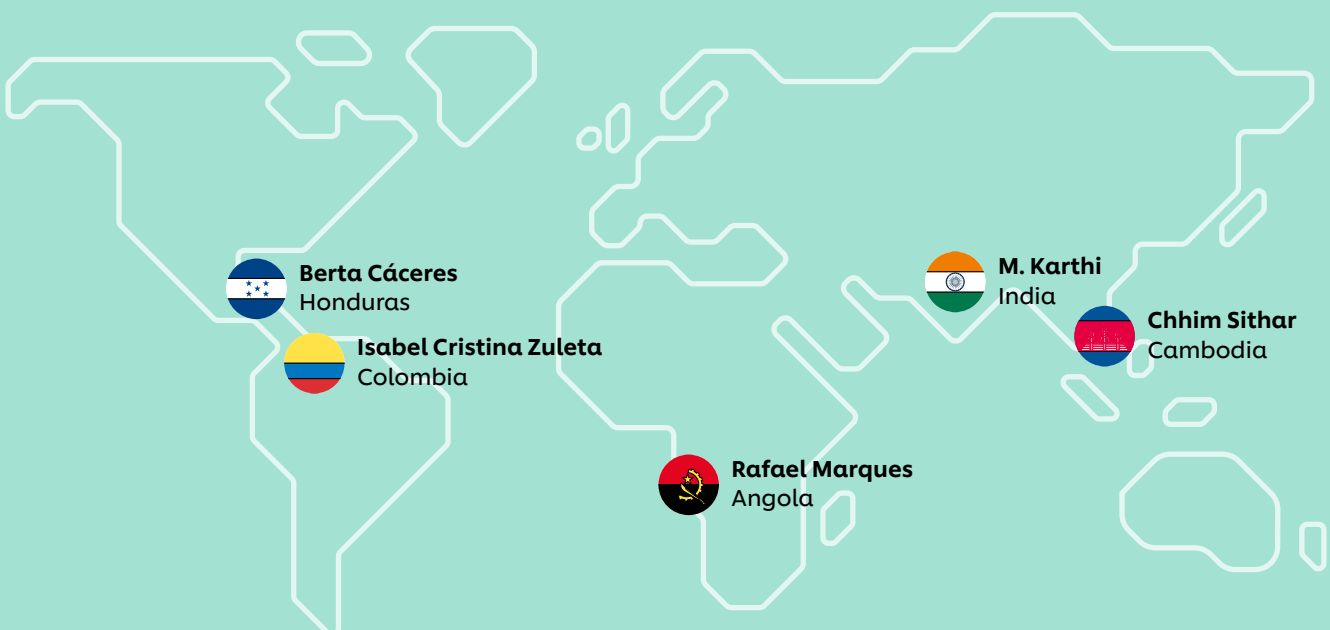 Berta Cáceres
Honduras
Isabel Cristina Zuleta
Colombia
Rafael Marques
Angola
M. Karthi
India
Chhim Sithar
Cambodia